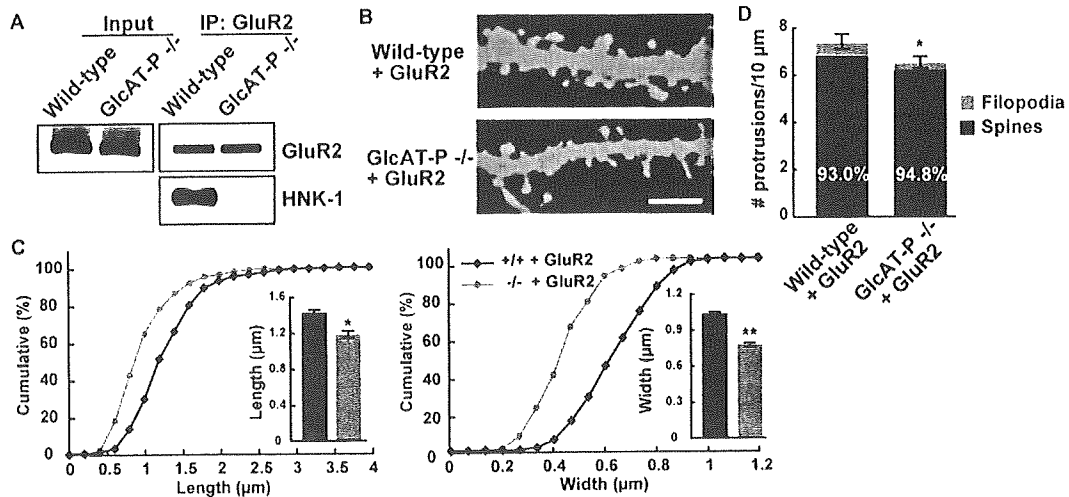 A
Input
IP: GluR2
Wild-type
GlcAT-P -/-
Wild-type
GlcAT-P -/-
GluR2
HNK-1
B
Wild-type
+ GluR2
GlcAT-P -/-
+ GluR2
D
# protrusions/10 µm
8
6
4
2
0
*
93.0%
94.8%
Filopodia
Spines
Wild-type
+ GluR2
GlcAT-P -/-
+ GluR2
C
Cumulative (%)
100
80
60
40
20
0
0 0.5 1 1.5 2 2.5 3 3.5 4
Length (µm)
Length (µm)
1.6
1.2
0.8
0.4
0
*
Cumulative (%)
100
80
60
40
20
0
0 0.2 0.4 0.6 0.8 1 1.2
Width (µm)
+/+ + GluR2
-/- + GluR2
Width (µm)
1.2
0.9
0.6
0.3
0
**